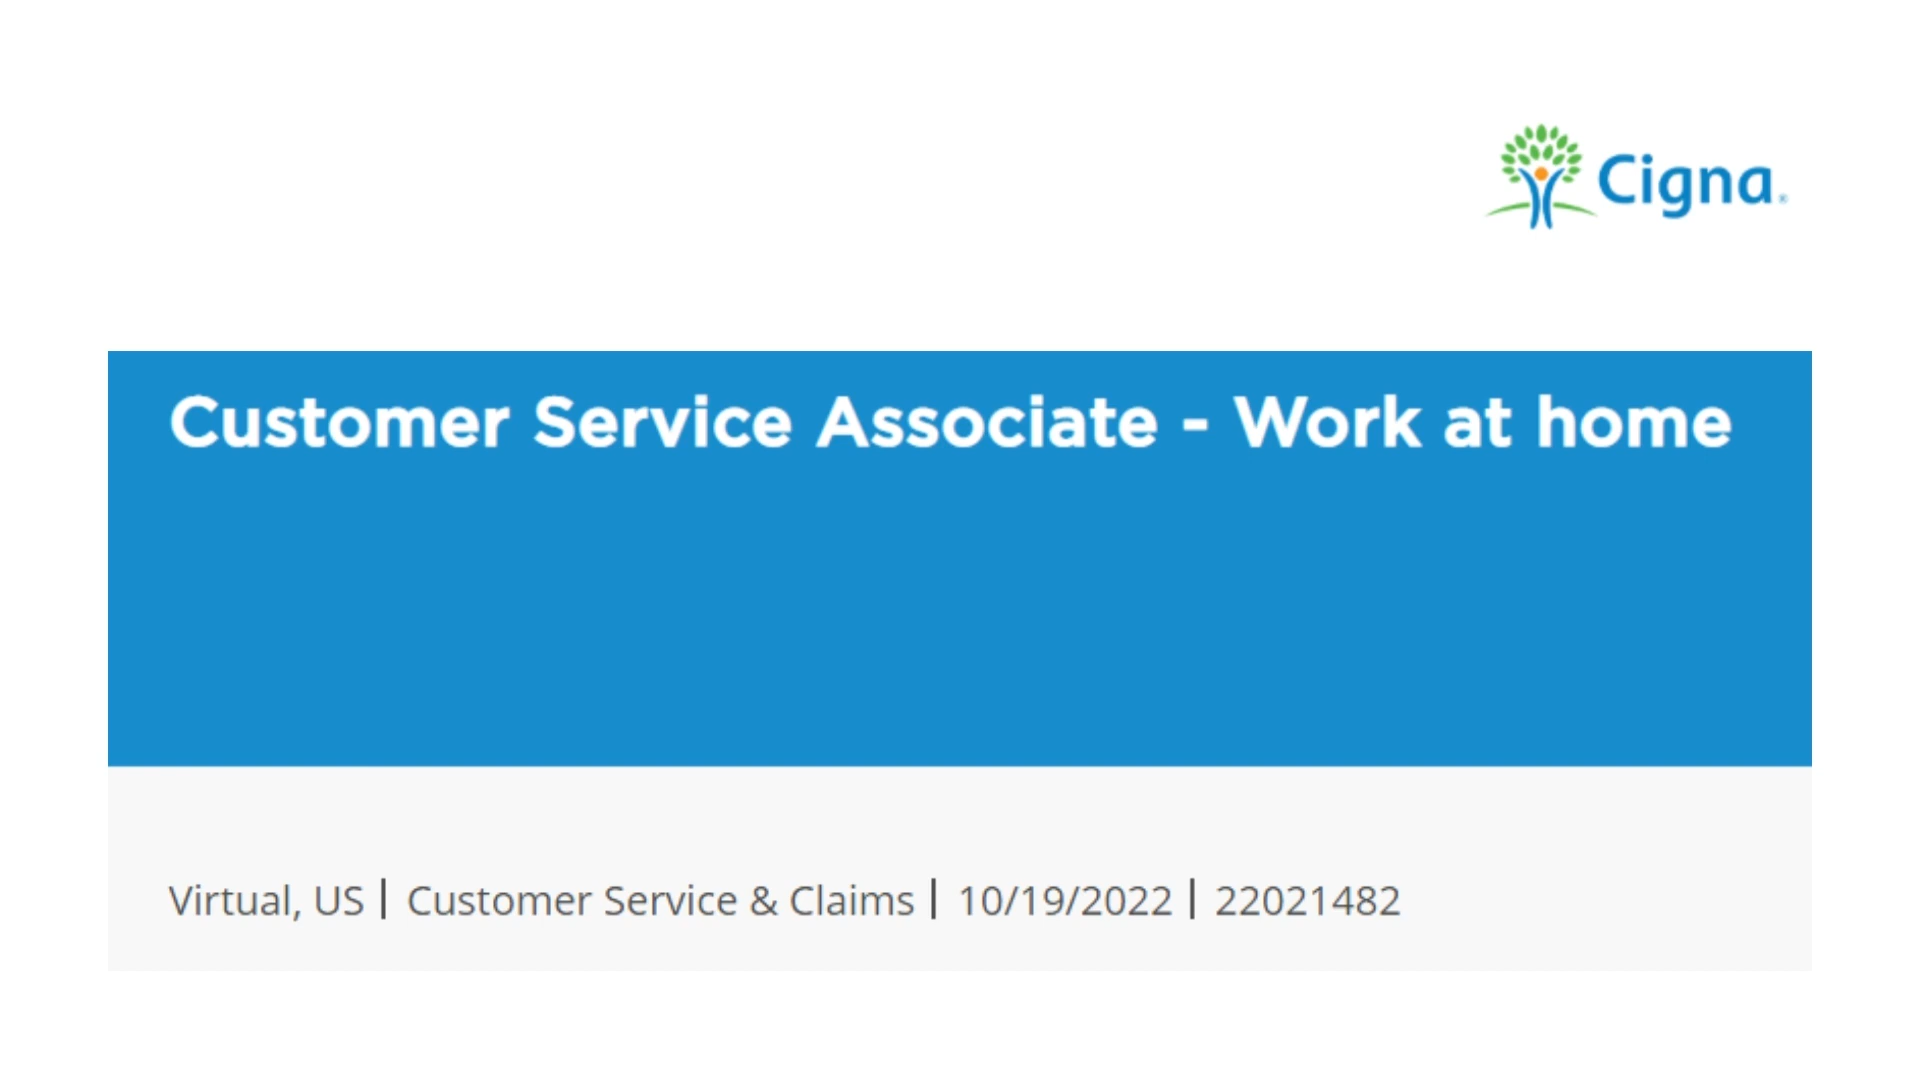 Cigna®
Customer Service Associate - Work at home
Virtual, US | Customer Service & Claims | 10/19/2022 | 22021482